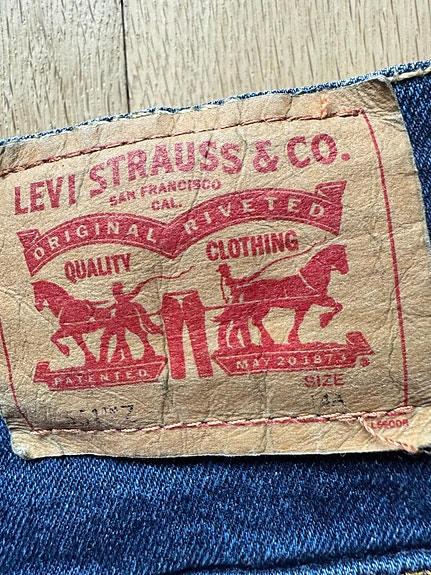 LEVI STRAUSS & CO.
SAN FRANCISCO
CAL.
ORIGINAL RIVETED
QUALITY CLOTHING
PATENTED MAY 20 1873
SIZE